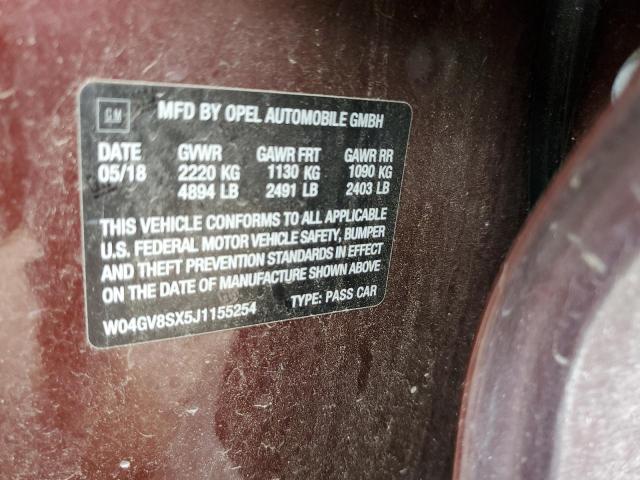 GM MFD BY OPEL AUTOMOBILE GMBH
DATE GVWR GAWR FRT GAWR RR
05/18 2220 KG 1130 KG 1090 KG
4894 LB 2491 LB 2403 LB
THIS VEHICLE CONFORMS TO ALL APPLICABLE
U.S. FEDERAL MOTOR VEHICLE SAFETY, BUMPER
AND THEFT PREVENTION STANDARDS IN EFFECT
ON THE DATE OF MANUFACTURE SHOWN ABOVE
W04GV8SX5J1155254 TYPE: PASS CAR